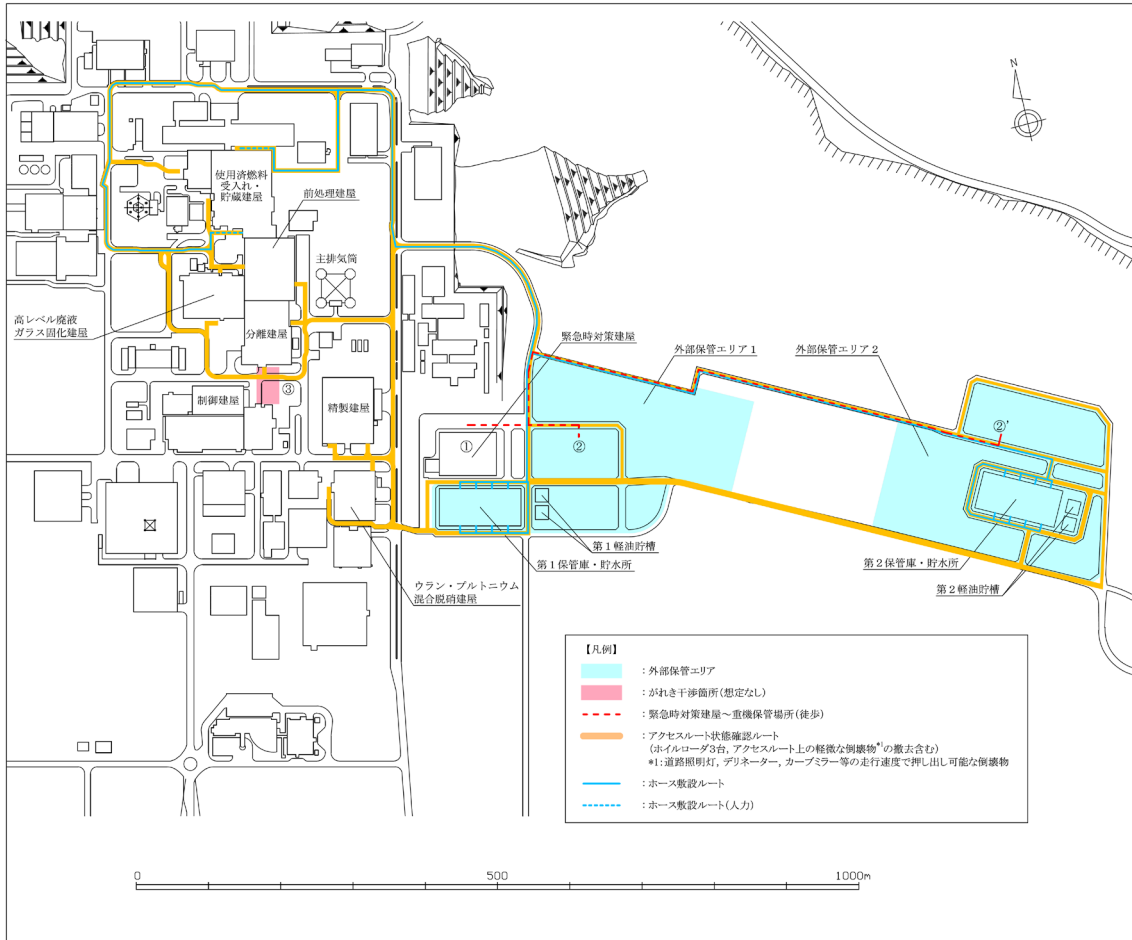 N
使用済燃料
受入れ・
貯蔵建屋
前処理建屋
主排気筒
高レベル廃液
ガラス固化建屋
分離建屋
緊急時対策建屋
外部保管エリア1
外部保管エリア2
③
制御建屋
精製建屋
①
②
②'
第1軽油貯槽
第1保管庫・貯水所
第2保管庫・貯水所
第2軽油貯槽
ウラン・プルトニウム
混合脱硝建屋
【凡例】
：外部保管エリア
：がれき干渉箇所(想定なし)
：緊急時対策建屋～重機保管場所(徒歩)
：アクセスルート状態確認ルート
(ホイルローダ3台, アクセスルート上の軽微な倒壊物*1の撤去含む)
*1：道路照明灯, デリネーター, カーブミラー等の走行速度で押し出し可能な倒壊物
：ホース敷設ルート
：ホース敷設ルート(人力)
0 500 1000m